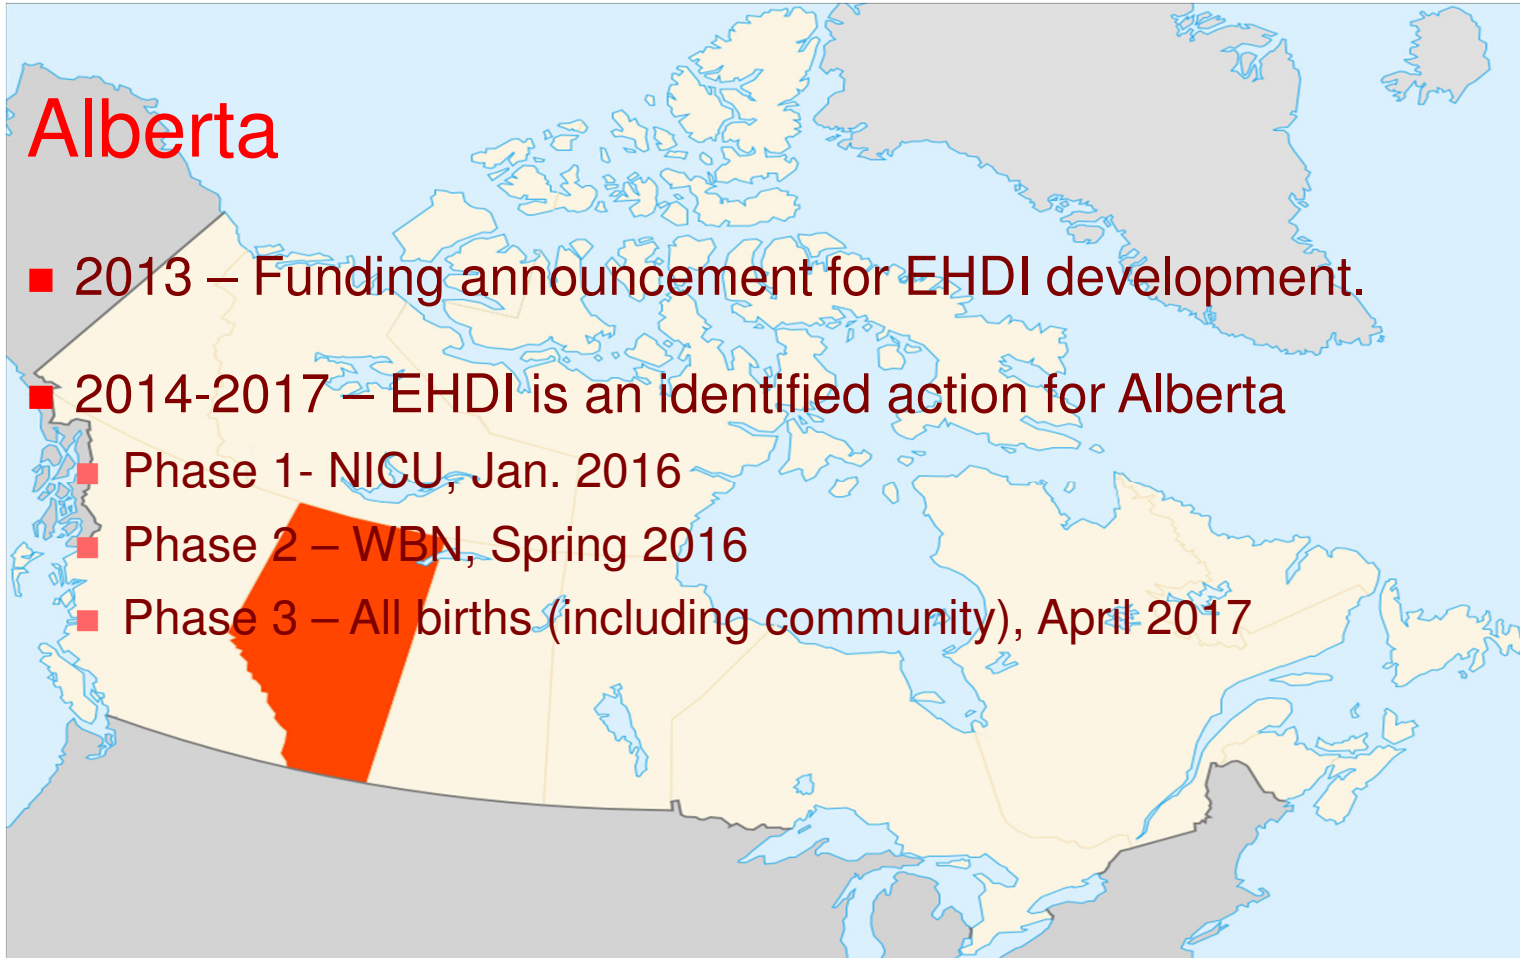 Alberta
2013 – Funding announcement for EHDI development.
2014-2017 – EHDI is an identified action for Alberta
Phase 1- NICU, Jan. 2016
Phase 2 – WBN, Spring 2016
Phase 3 – All births (including community), April 2017